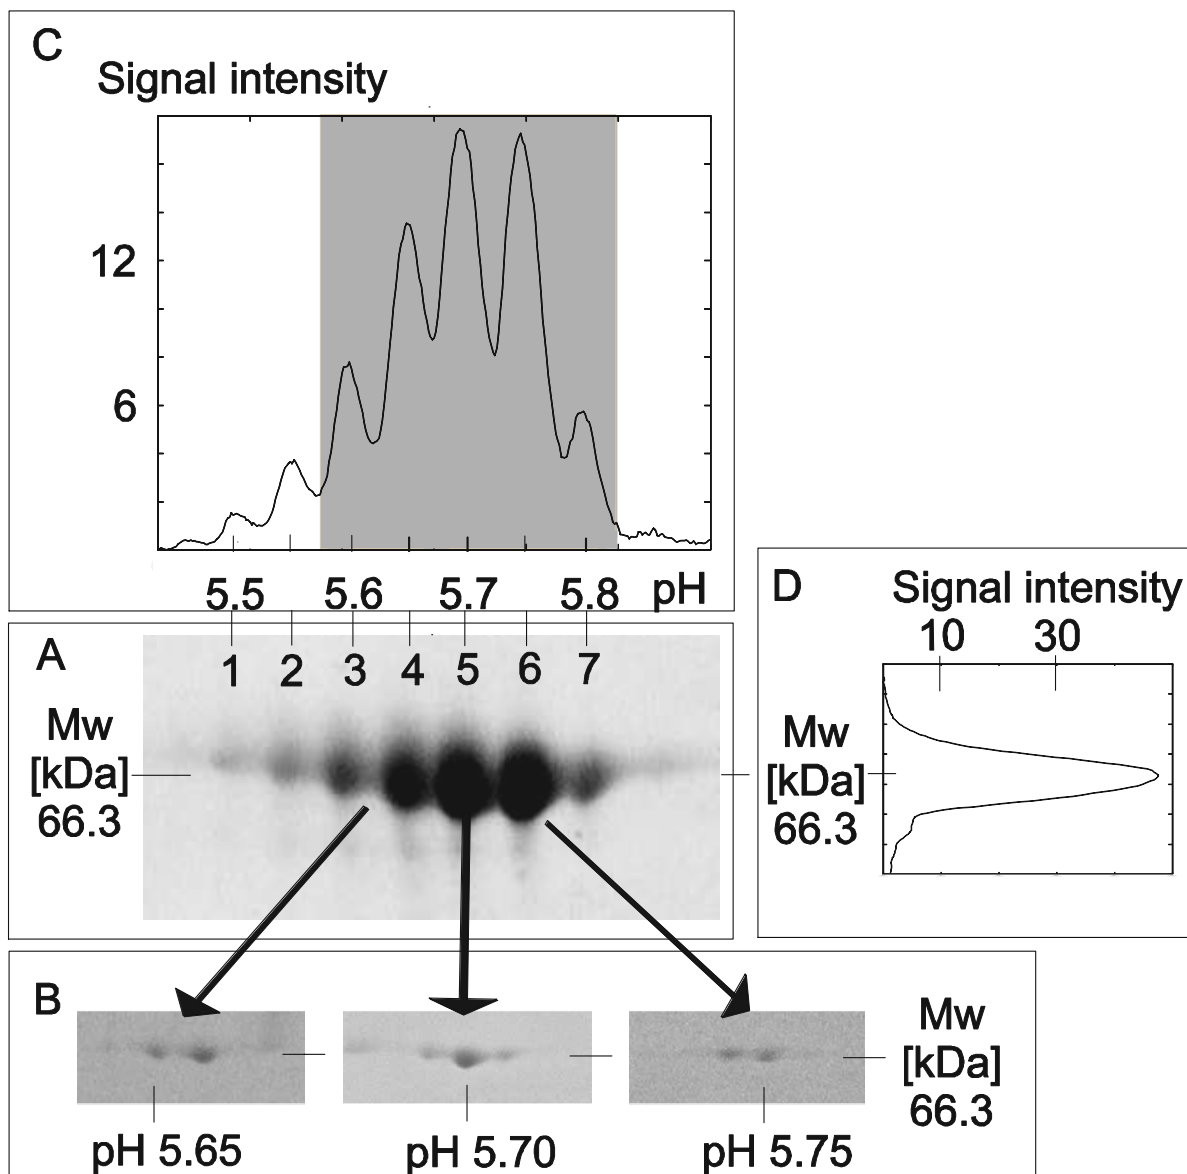 C
Signal intensity
12
6
5.5 5.6 5.7 5.8 pH
A
1 2 3 4 5 6 7
Mw
[kDa]
66.3
D
Signal intensity
10 30
Mw
[kDa]
66.3
B
Mw
[kDa]
66.3
pH 5.65 pH 5.70 pH 5.75